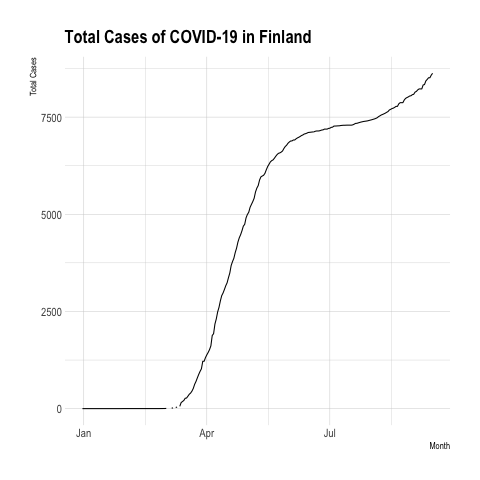 Total Cases of COVID-19 in Finland
Total Cases
7500
5000
2500
0
Jan Apr Jul
Month